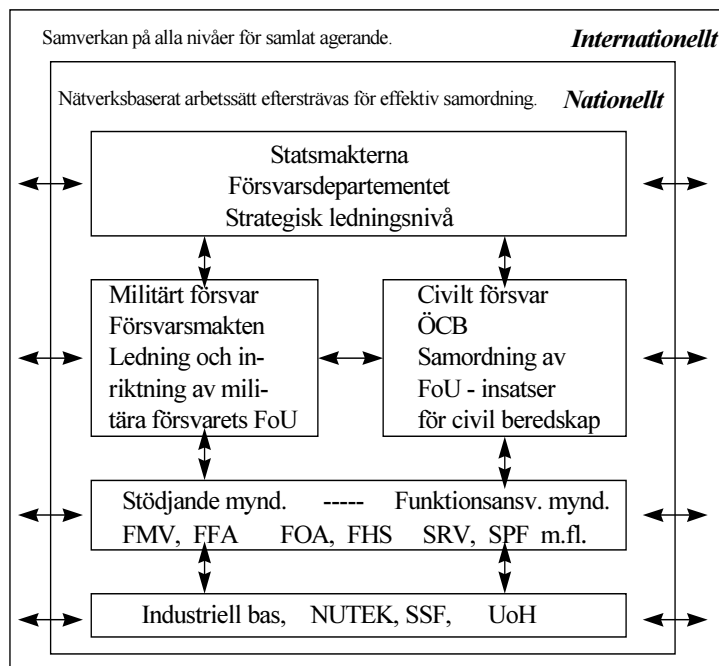 Samverkan på alla nivåer för samlat agerande. Internationellt
Nätverksbaserat arbetssätt eftersträvas för effektiv samordning. Nationellt
Statsmakterna
Försvarsdepartementet
Strategisk ledningsnivå
Militärt försvar
Försvarsmakten
Ledning och in-
riktning av mili-
tära försvarets FoU
Civilt försvar
ÖCB
Samordning av
FoU - insatser
för civil beredskap
Stödjande mynd. ----- Funktionsansv. mynd.
FMV, FFA FOA, FHS SRV, SPF m.fl.
Industriell bas, NUTEK, SSF, UoH